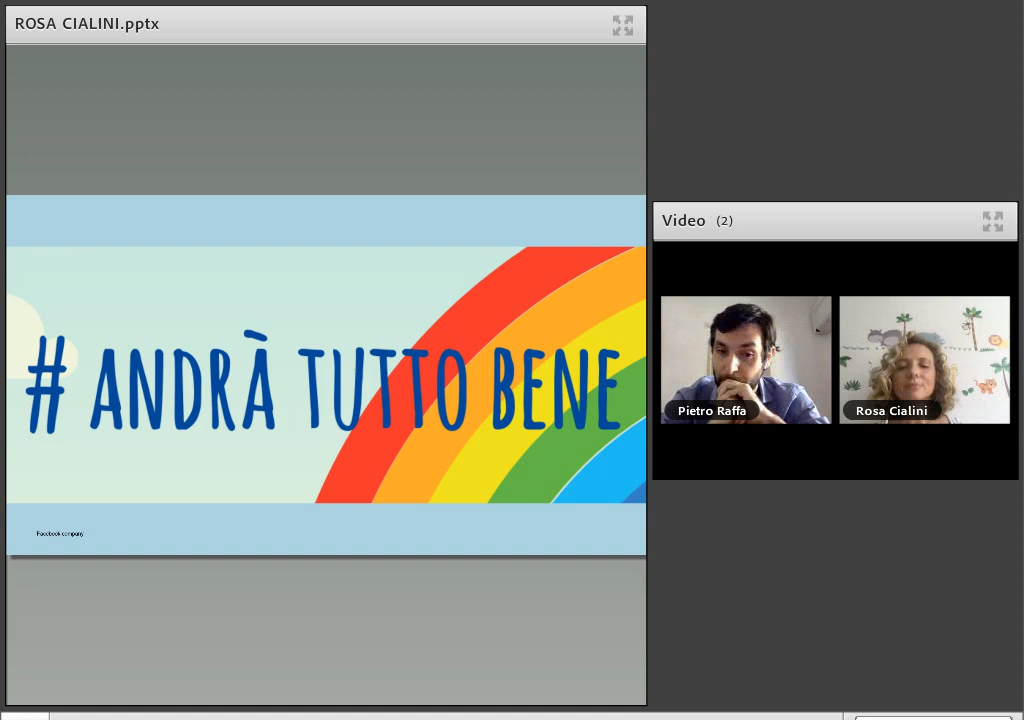 ROSA CIALINI.pptx
# ANDRÀ TUTTO BENE
Facebook company
Video (2)
Pietro Raffa
Rosa Cialini